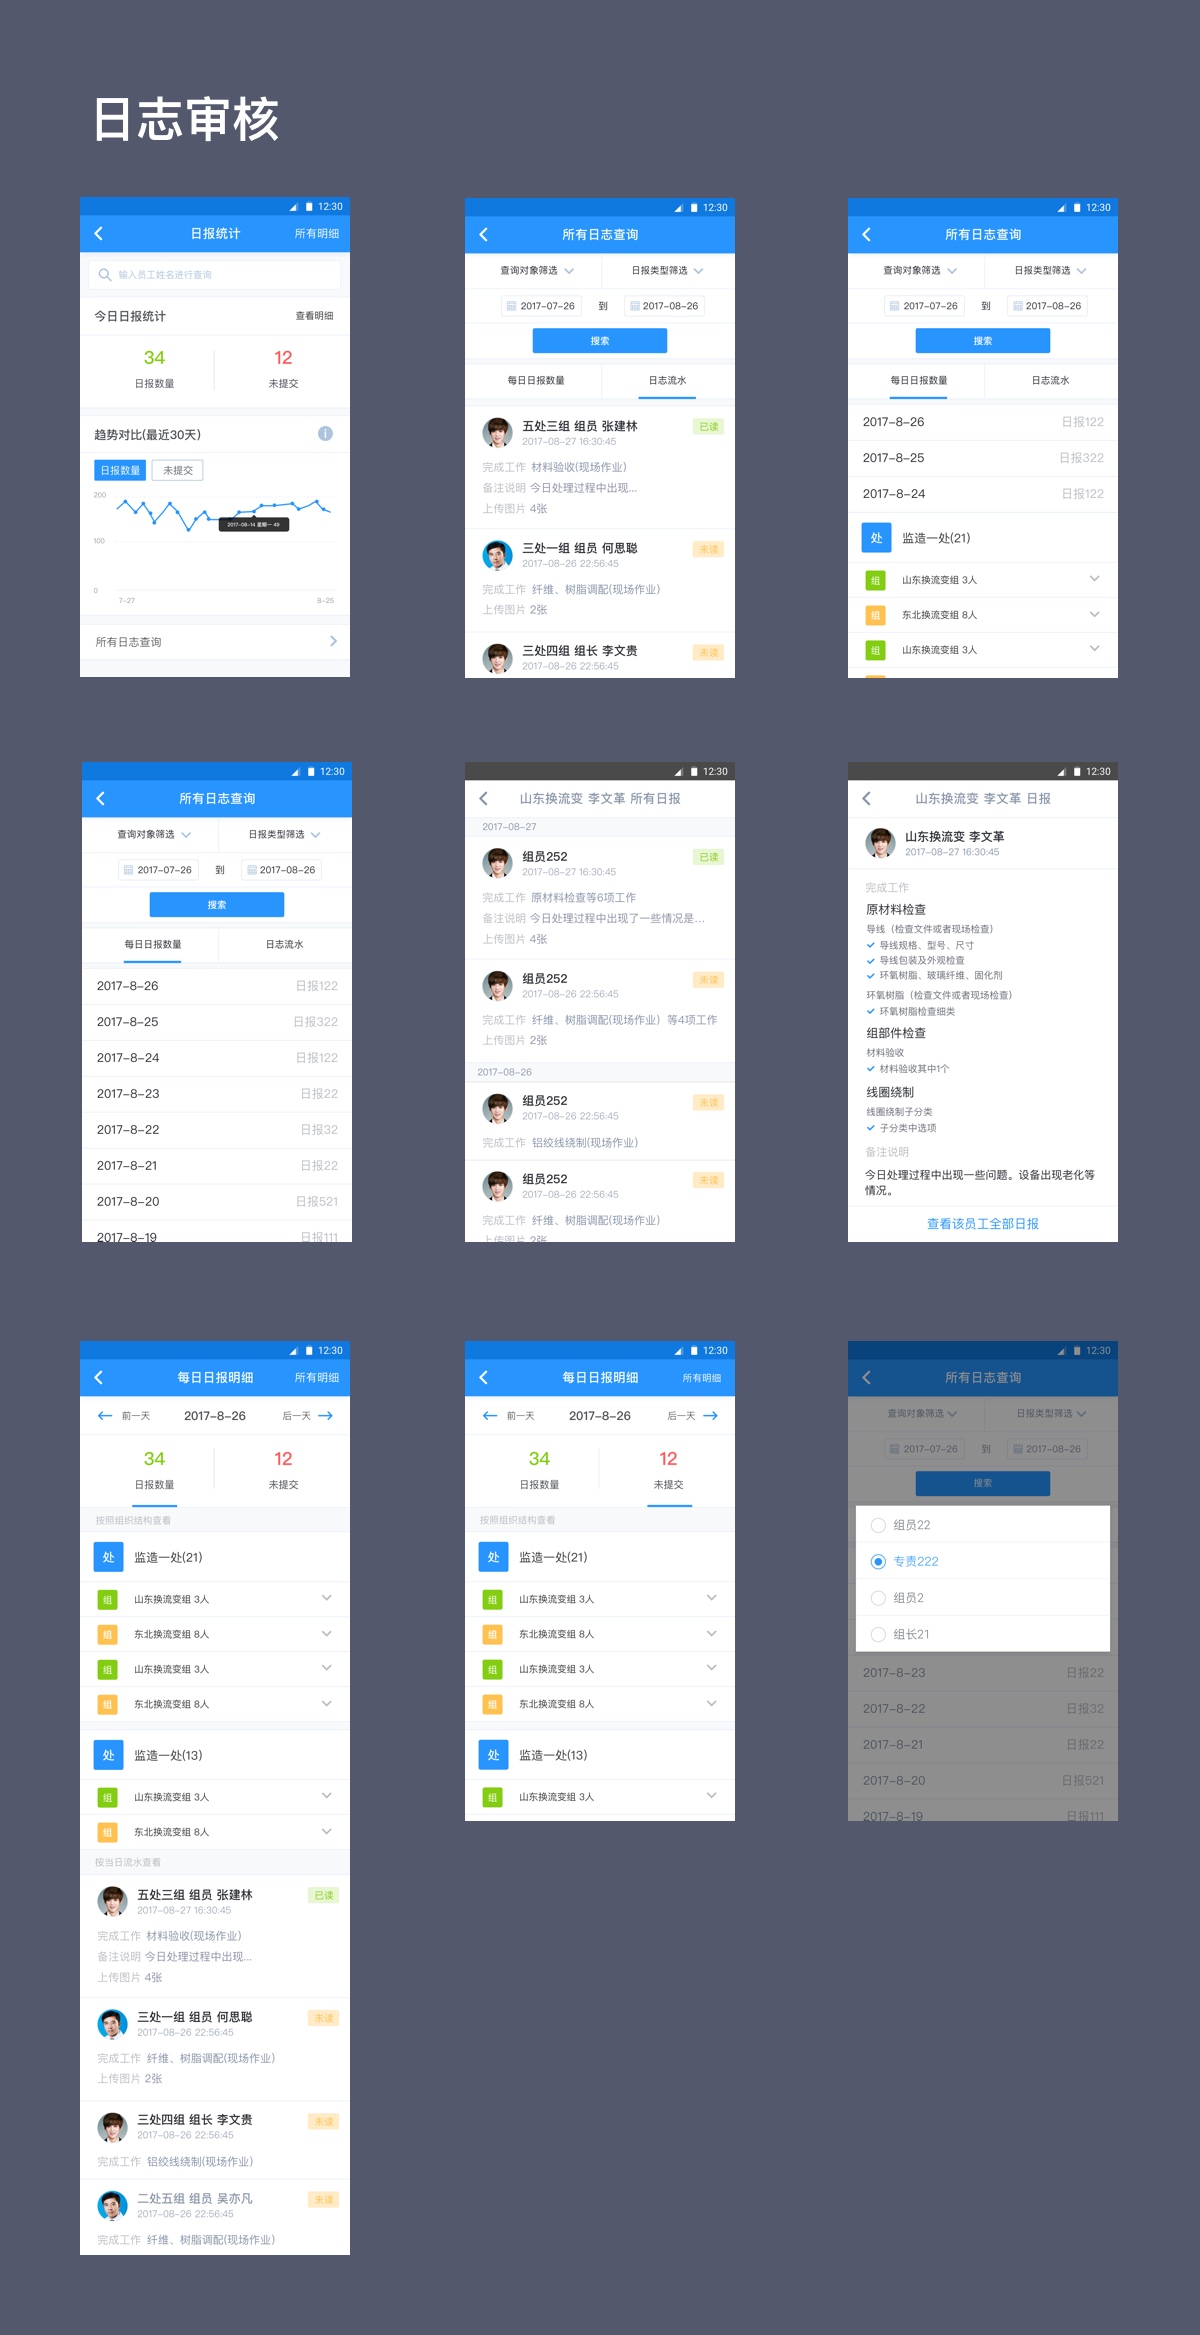 日志审核
12:30
日报统计
所有明细
输入员工姓名进行查询
今日日报统计
查看明细
34
12
日报数量
未提交
趋势对比(最近30天)
日报数量
未提交
200
2017-08-14 星期一 49
100
0
7-27
8-25
所有日志查询
12:30
所有日志查询
查询对象筛选
日报类型筛选
2017-07-26
到
2017-08-26
搜索
每日日报数量
日志流水
五处三组 组员 张建林
已读
2017-08-27 16:30:45
完成工作 材料验收(现场作业)
备注说明 今日处理过程中出现...
上传图片 4张
三处一组 组员 何思聪
未读
2017-08-26 22:56:45
完成工作 纤维、树脂调配(现场作业)
上传图片 2张
三处四组 组长 李文贵
未读
2017-08-26 22:56:45
12:30
所有日志查询
查询对象筛选
日报类型筛选
2017-07-26
到
2017-08-26
搜索
每日日报数量
日志流水
2017-8-26
日报122
2017-8-25
日报322
2017-8-24
日报122
处
监造一处(21)
组
山东换流变组 3人
组
东北换流变组 8人
组
山东换流变组 3人
12:30
所有日志查询
查询对象筛选
日报类型筛选
2017-07-26
到
2017-08-26
搜索
每日日报数量
日志流水
2017-8-26
日报122
2017-8-25
日报322
2017-8-24
日报122
2017-8-23
日报22
2017-8-22
日报32
2017-8-21
日报22
2017-8-20
日报521
2017-8-19
日报111
12:30
山东换流变 李文革 所有日报
2017-08-27
组员252
已读
2017-08-27 16:30:45
完成工作 原材料检查等6项工作
备注说明 今日处理过程中出现了一些情况是...
上传图片 4张
组员252
未读
2017-08-26 22:56:45
完成工作 纤维、树脂调配(现场作业) 等4项工作
上传图片 2张
2017-08-26
组员252
未读
2017-08-26 22:56:45
完成工作 铝绞线绕制(现场作业)
组员252
未读
2017-08-26 22:56:45
完成工作 纤维、树脂调配(现场作业)
上传图片 2张
12:30
山东换流变 李文革 日报
山东换流变 李文革
2017-08-27 16:30:45
完成工作
原材料检查
导线（检查文件或者现场检查）
导线规格、型号、尺寸
导线包装及外观检查
环氧树脂、玻璃纤维、固化剂
环氧树脂（检查文件或者现场检查）
环氧树脂检查细类
组部件检查
材料验收
材料验收其中1个
线圈绕制
线圈绕制子分类
子分类中选项
备注说明
今日处理过程中出现一些问题。设备出现老化等
情况。
查看该员工全部日报
12:30
每日日报明细
所有明细
前一天
2017-8-26
后一天
34
12
日报数量
未提交
按照组织结构查看
处
监造一处(21)
组
山东换流变组 3人
组
东北换流变组 8人
组
山东换流变组 3人
组
东北换流变组 8人
处
监造一处(13)
组
山东换流变组 3人
组
东北换流变组 8人
按当日流水查看
五处三组 组员 张建林
已读
2017-08-27 16:30:45
完成工作 材料验收(现场作业)
备注说明 今日处理过程中出现...
上传图片 4张
三处一组 组员 何思聪
未读
2017-08-26 22:56:45
完成工作 纤维、树脂调配(现场作业)
上传图片 2张
三处四组 组长 李文贵
未读
2017-08-26 22:56:45
完成工作 铝绞线绕制(现场作业)
二处五组 组员 吴亦凡
未读
2017-08-26 22:56:45
完成工作 纤维、树脂调配(现场作业)
12:30
每日日报明细
所有明细
前一天
2017-8-26
后一天
34
12
日报数量
未提交
按照组织结构查看
处
监造一处(21)
组
山东换流变组 3人
组
东北换流变组 8人
组
山东换流变组 3人
组
东北换流变组 8人
处
监造一处(13)
组
山东换流变组 3人
12:30
所有日志查询
查询对象筛选
日报类型筛选
2017-07-26
到
2017-08-26
搜索
组员22
专责222
组员2
组长21
2017-8-23
日报22
2017-8-22
日报32
2017-8-21
日报22
2017-8-20
日报521
2017-8-19
日报111